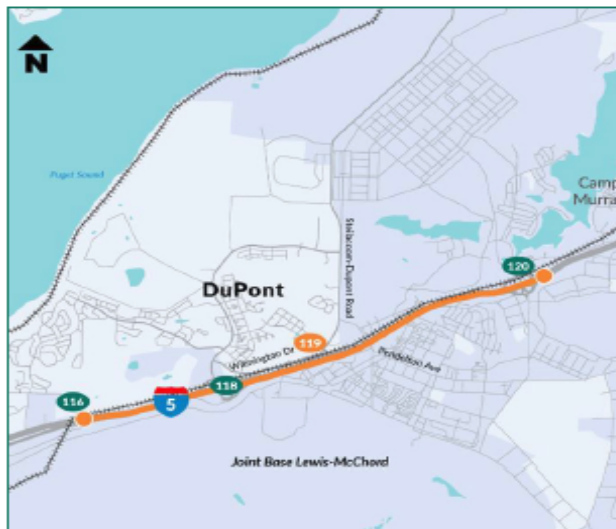 N
Puget Sound
Camp
Murra
Steilacoom-DuPont Road
120
DuPont
119
Wilmington Dr
Pendelton Ave
118
116
5
Joint Base Lewis-McChord